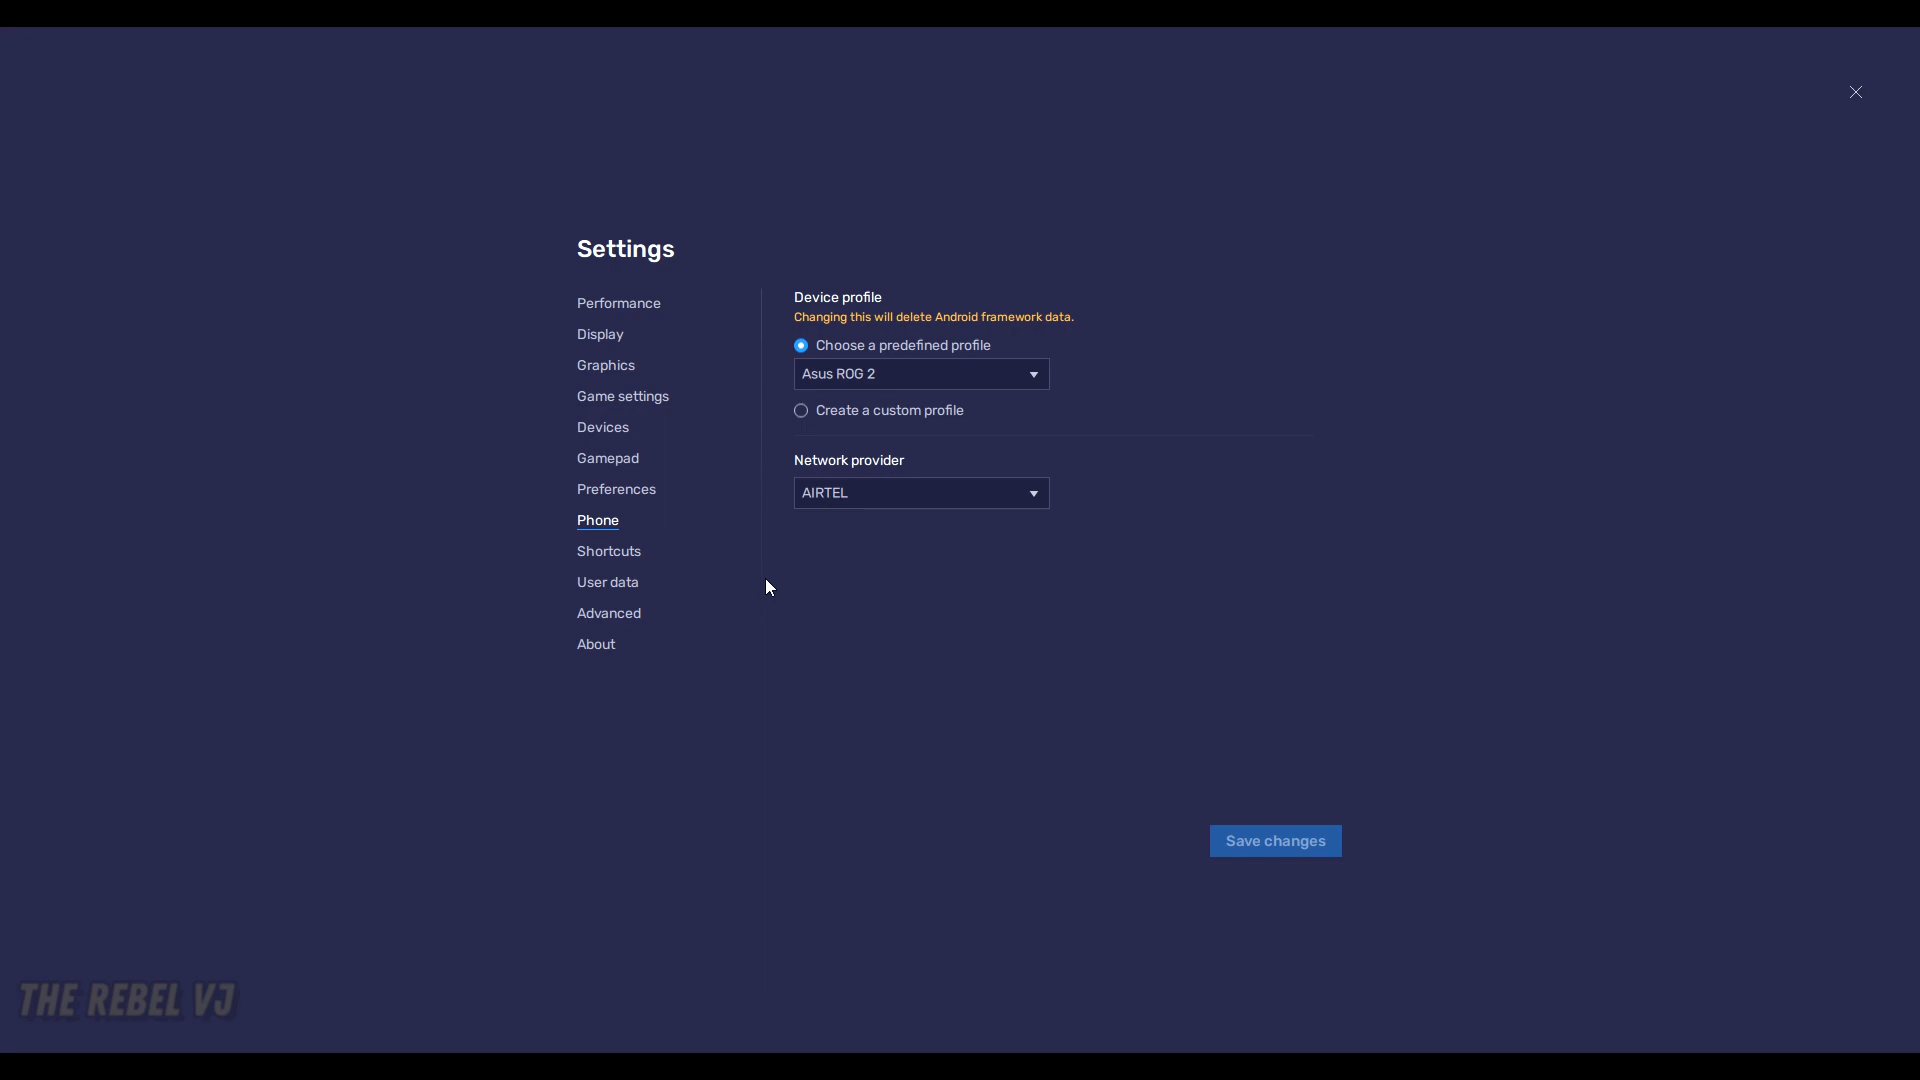 Settings
Performance
Display
Graphics
Game settings
Devices
Gamepad
Preferences
Phone
Shortcuts
User data
Advanced
About
Device profile
Changing this will delete Android framework data.
Choose a predefined profile
Asus ROG 2
Create a custom profile
Network provider
AIRTEL
Save changes
THE REBEL VJ